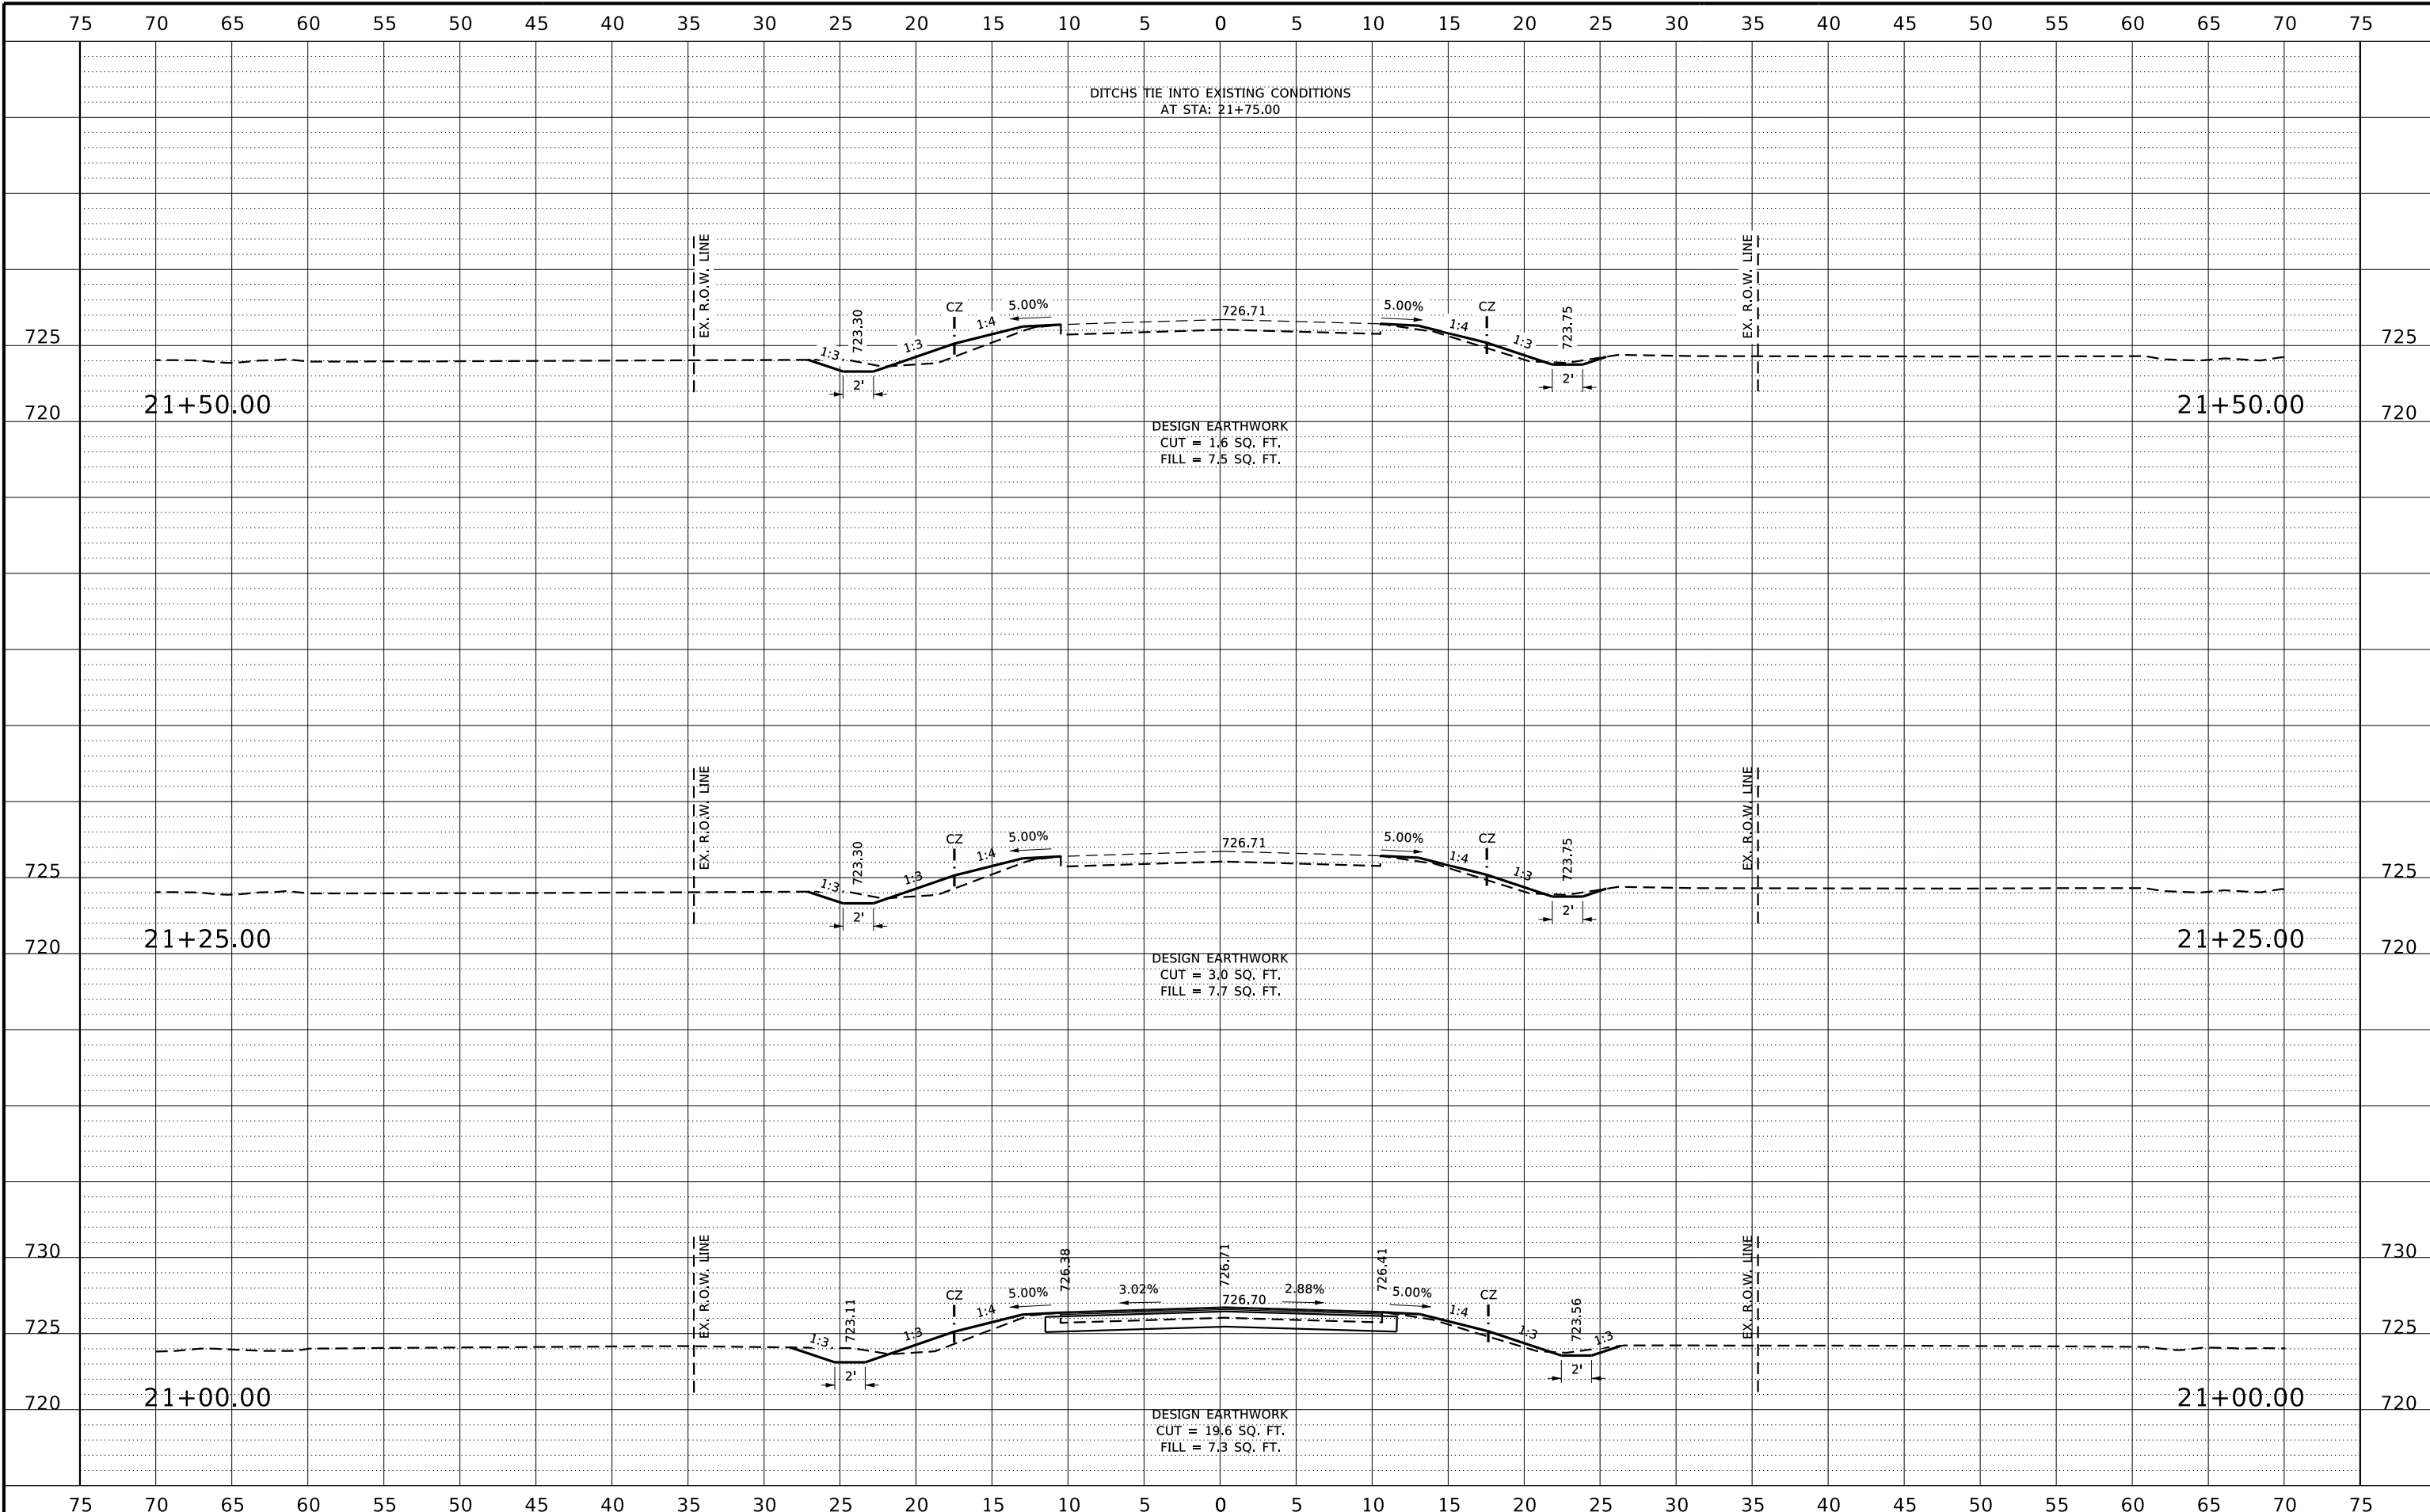 75 70 65 60 55 50 45 40 35 30 25 20 15 10 5 0 5 10 15 20 25 30 35 40 45 50 55 60 65 70 75
DITCHS TIE INTO EXISTING CONDITIONS
AT STA: 21+75.00
EX. R.O.W. LINE
EX. R.O.W. LINE
1:3
723.30
1:3
CZ
1:4
5.00%
726.71
5.00%
1:4
CZ
1:3
723.75
2'
2'
725
725
21+50.00
21+50.00
720
720
DESIGN EARTHWORK
CUT = 1.6 SQ. FT.
FILL = 7.5 SQ. FT.
EX. R.O.W. LINE
EX. R.O.W. LINE
1:3
723.30
1:3
CZ
1:4
5.00%
726.71
5.00%
1:4
CZ
1:3
723.75
2'
2'
725
725
21+25.00
21+25.00
720
720
DESIGN EARTHWORK
CUT = 3.0 SQ. FT.
FILL = 7.7 SQ. FT.
730
730
EX. R.O.W. LINE
EX. R.O.W. LINE
1:3
723.11
1:3
CZ
1:4
5.00%
726.38
3.02%
726.71
726.70
2.88%
726.41
5.00%
1:4
CZ
1:3
723.56
1:3
2'
2'
725
725
21+00.00
21+00.00
720
720
DESIGN EARTHWORK
CUT = 19.6 SQ. FT.
FILL = 7.3 SQ. FT.
75 70 65 60 55 50 45 40 35 30 25 20 15 10 5 0 5 10 15 20 25 30 35 40 45 50 55 60 65 70 75